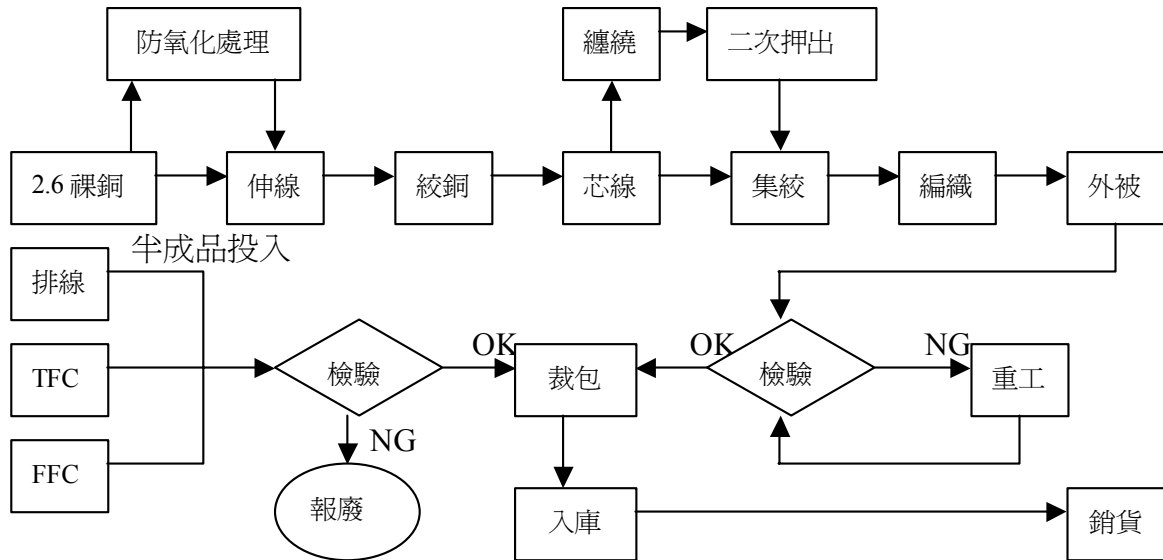 防氧化處理
纏繞
二次押出
2.6 祼銅
伸線
絞銅
芯線
集絞
編織
外被
半成品投入
排線
OK
OK
NG
TFC
檢驗
裁包
檢驗
重工
NG
FFC
報廢
入庫
銷貨